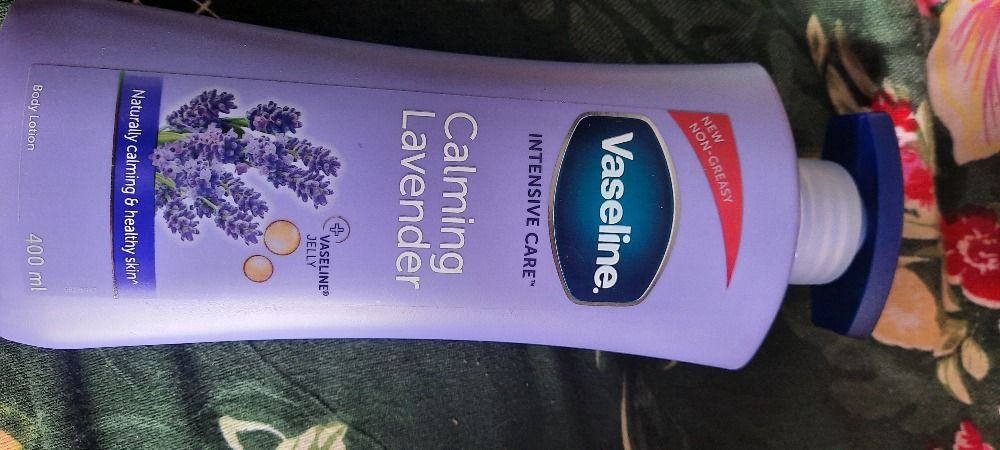 NEW
NON-GREASY
Vaseline.
INTENSIVE CARE™
Calming
Lavender
+
VASELINE®
JELLY
Naturally calming & healthy skin^
Body Lotion
400 ml